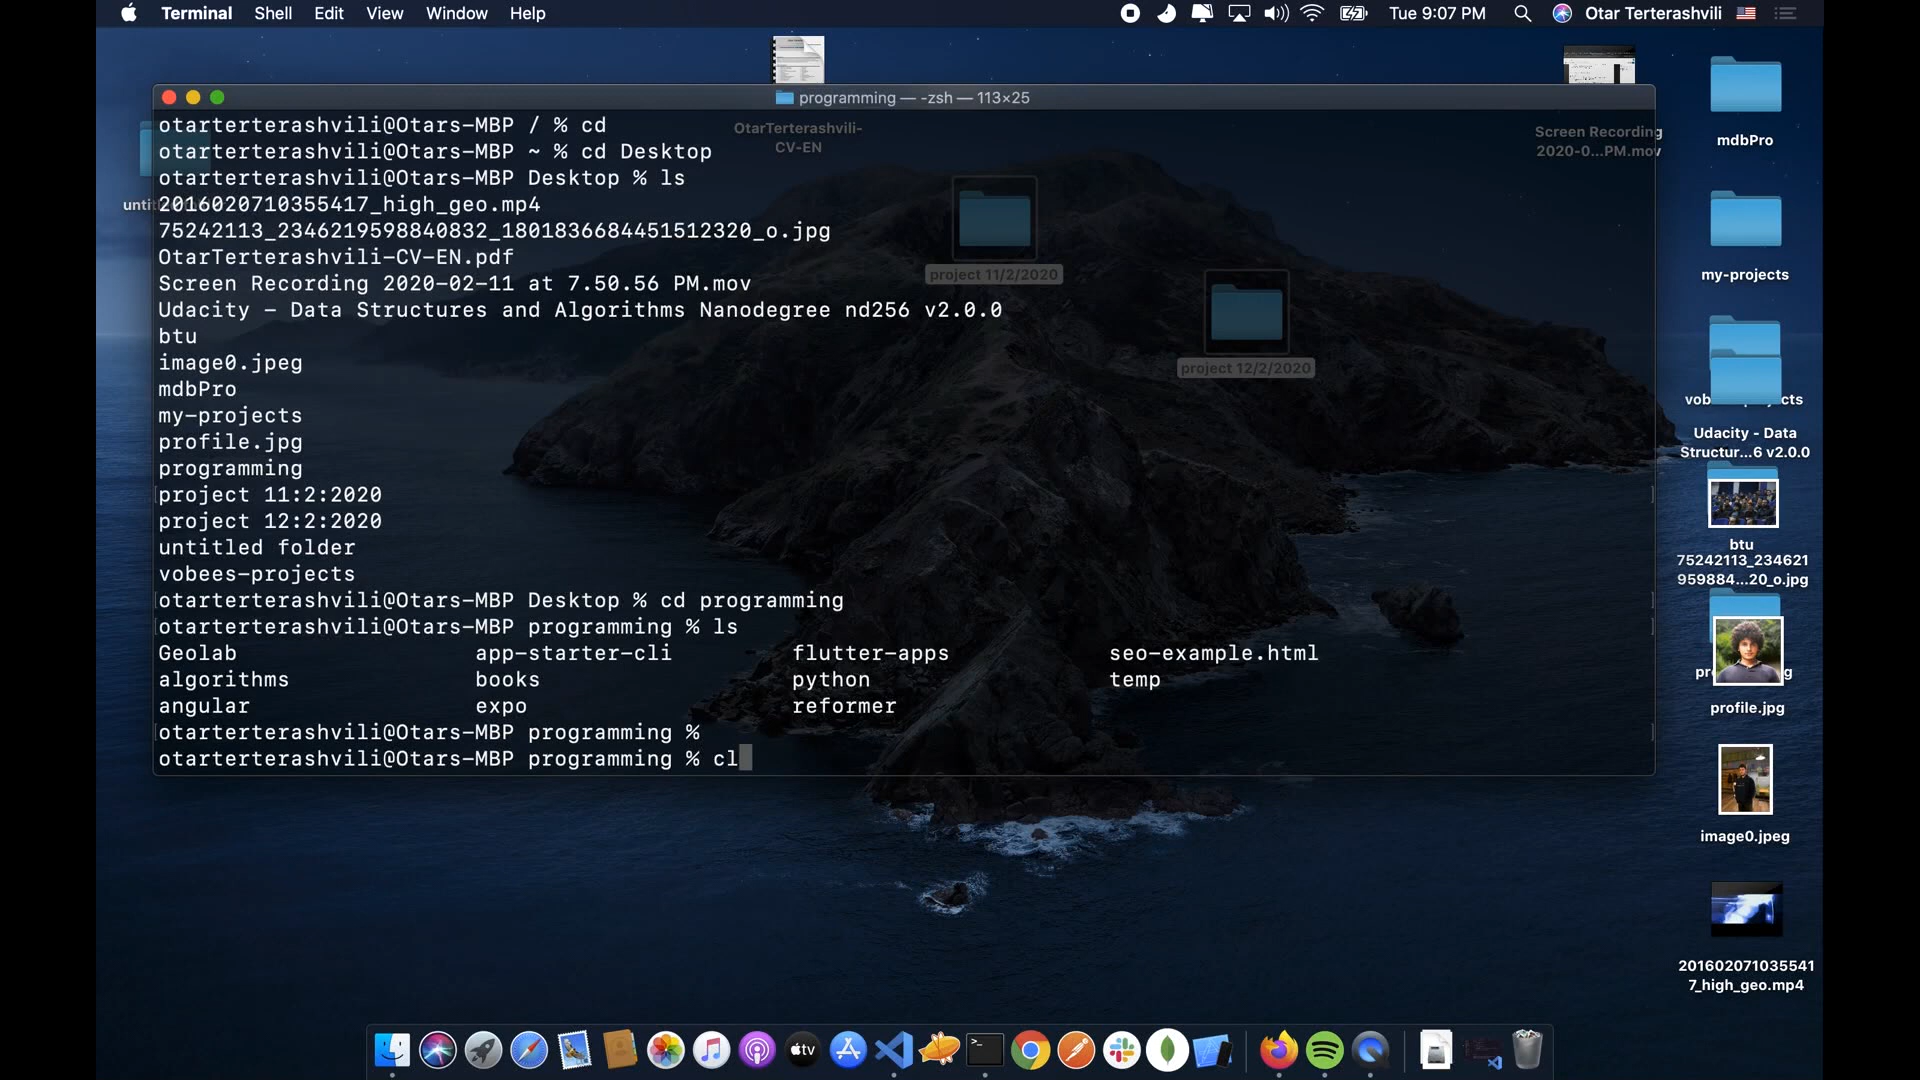 Terminal Shell Edit View Window Help
Tue 9:07 PM Otar Terterashvili
programming — -zsh — 113×25
otarterterashvili@Otars-MBP / % cd
otarterterashvili@Otars-MBP ~ % cd Desktop
otarterterashvili@Otars-MBP Desktop % ls
2016020710355417_high_geo.mp4
75242113_2346219598840832_1801836684451512320_o.jpg
OtarTerterashvili-CV-EN.pdf
Screen Recording 2020-02-11 at 7.50.56 PM.mov
Udacity - Data Structures and Algorithms Nanodegree nd256 v2.0.0
btu
image0.jpeg
mdbPro
my-projects
profile.jpg
programming
project 11:2:2020
project 12:2:2020
untitled folder
vobees-projects
otarterterashvili@Otars-MBP Desktop % cd programming
otarterterashvili@Otars-MBP programming % ls
Geolab app-starter-cli flutter-apps seo-example.html
algorithms books python temp
angular expo reformer
otarterterashvili@Otars-MBP programming %
otarterterashvili@Otars-MBP programming % cl
OtarTerterashvili-
CV-EN
project 11/2/2020
project 12/2/2020
Screen Recording
2020-0...PM.mov
mdbPro
my-projects
Udacity - Data
Structur...6 v2.0.0
btu
75242113_234621
959884...20_o.jpg
profile.jpg
image0.jpeg
201602071035541
7_high_geo.mp4
tv